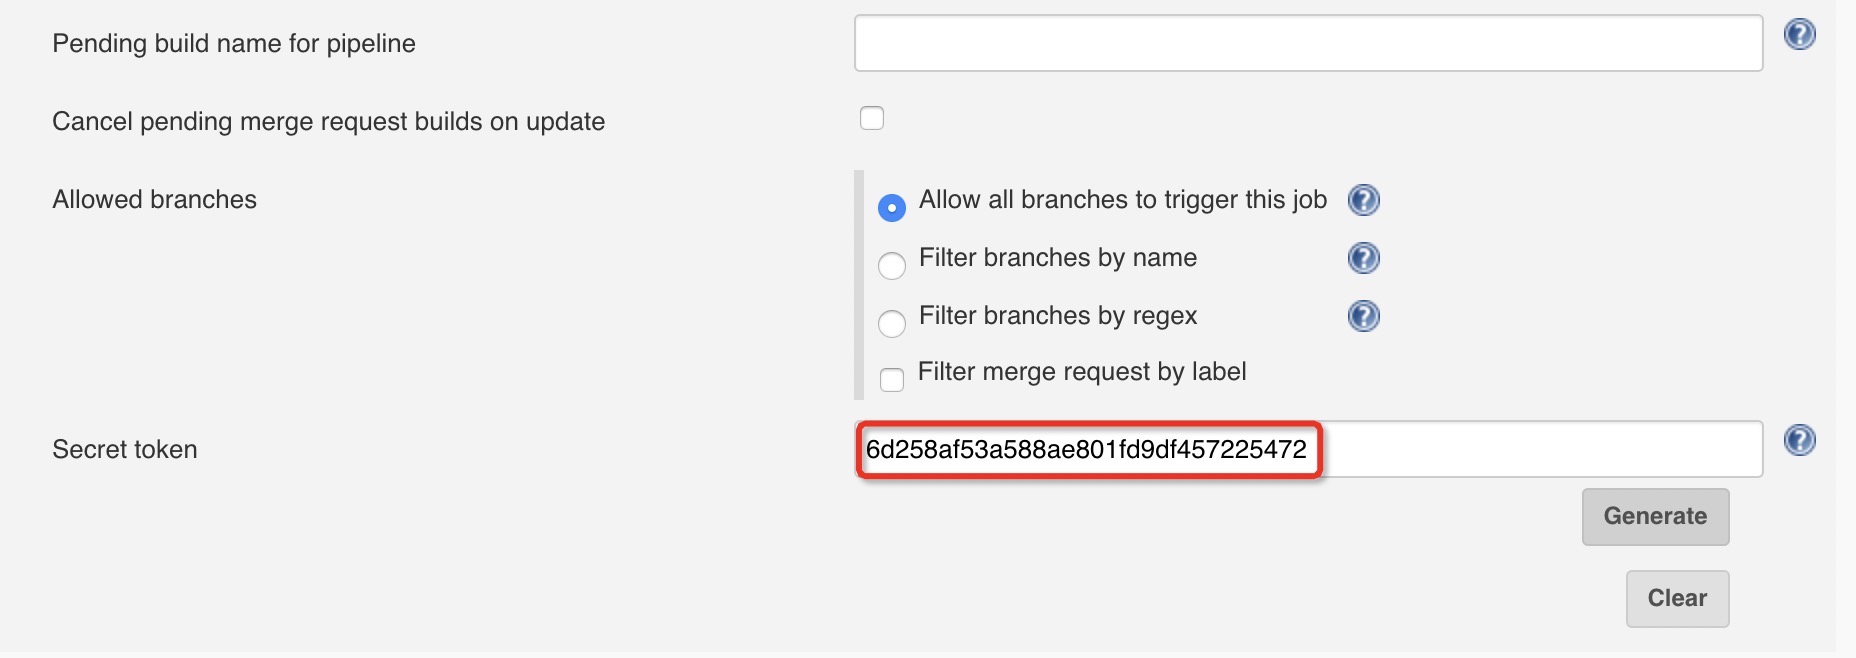 Pending build name for pipeline
Cancel pending merge request builds on update
Allowed branches
Allow all branches to trigger this job
Filter branches by name
Filter branches by regex
Filter merge request by label
Secret token
6d258af53a588ae801fd9df457225472
Generate
Clear